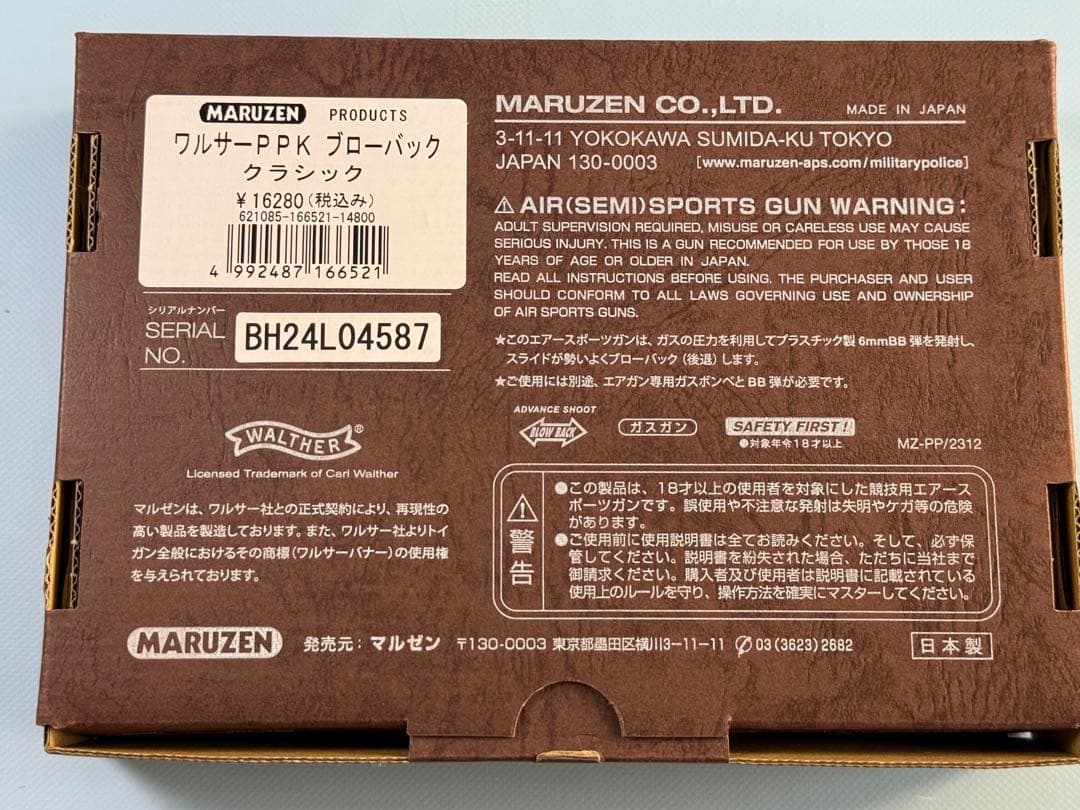 MARUZEN PRODUCTS
ワルサーPPK ブローバック
クラシック
¥16280(税込み)
621085-166521-14800
4 992487 166521
シリアルナンバー
SERIAL
NO.
BH24L04587
WALTHER®
Licensed Trademark of Carl Walther
マルゼンは、ワルサー社との正式契約により、再現性の
高い製品を製造しております。また、ワルサー社よりトイ
ガン全般におけるその商標(ワルサーバナー)の使用権
を与えられております。
MARUZEN CO.,LTD. MADE IN JAPAN
3-11-11 YOKOKAWA SUMIDA-KU TOKYO
JAPAN 130-0003 [www.maruzen-aps.com/militarypolice]
⚠ AIR(SEMI)SPORTS GUN WARNING:
ADULT SUPERVISION REQUIRED, MISUSE OR CARELESS USE MAY CAUSE
SERIOUS INJURY. THIS IS A GUN RECOMMENDED FOR USE BY THOSE 18
YEARS OF AGE OR OLDER IN JAPAN.
READ ALL INSTRUCTIONS BEFORE USING. THE PURCHASER AND USER
SHOULD CONFORM TO ALL LAWS GOVERNING USE AND OWNERSHIP
OF AIR SPORTS GUNS.
★このエアースポーツガンは、ガスの圧力を利用してプラスチック製6mmBB弾を発射し、
スライドが勢いよくブローバック(後退)します。
★ご使用には別途、エアガン専用ガスボンベとBB弾が必要です。
ADVANCE SHOOT
BLOW BACK
ガスガン
SAFETY FIRST!
❶対象年令18才以上
MZ-PP/2312
⚠警告
●この製品は、18才以上の使用者を対象にした競技用エアース
ポーツガンです。誤使用や不注意な発射は失明やケガ等の危険
があります。
●ご使用前に使用説明書は全てお読みください。そして、必ず保
管してください。説明書を紛失された場合、ただちに当社まで
御請求ください。購入者及び使用者は説明書に記載されている
使用上のルールを守り、操作方法を確実にマスターしてください。
MARUZEN 発売元:マルゼン 〒130-0003 東京都墨田区横川3-11-11 ✆03(3623)2682 日本製